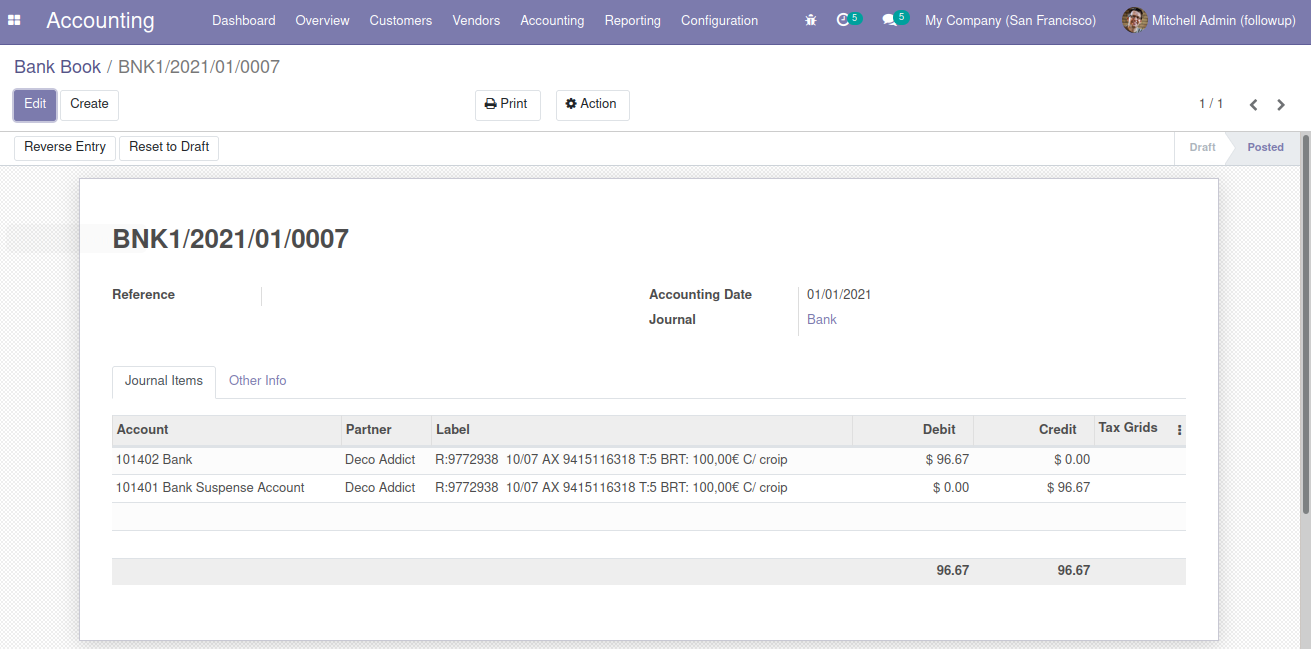 Accounting Dashboard Overview Customers Vendors Accounting Reporting Configuration 5 5 My Company (San Francisco) Mitchell Admin (followup)
Bank Book / BNK1/2021/01/0007
Edit Create Print Action 1 / 1
Reverse Entry Reset to Draft Draft Posted
BNK1/2021/01/0007
Reference Accounting Date 01/01/2021
Journal Bank
Journal Items Other Info
Account Partner Label Debit Credit Tax Grids
101402 Bank Deco Addict R:9772938 10/07 AX 9415116318 T:5 BRT: 100,00€ C/ croip $ 96.67 $ 0.00
101401 Bank Suspense Account Deco Addict R:9772938 10/07 AX 9415116318 T:5 BRT: 100,00€ C/ croip $ 0.00 $ 96.67
96.67 96.67